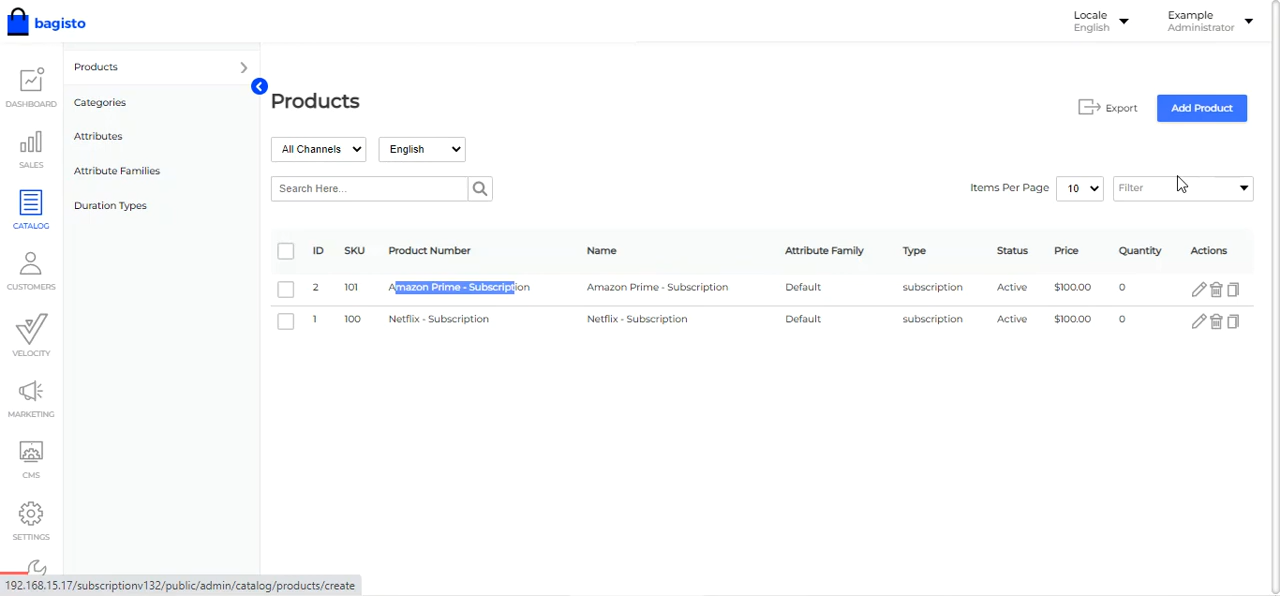 bagisto
Locale
English
Example
Administrator
DASHBOARD
SALES
CATALOG
CUSTOMERS
VELOCITY
MARKETING
CMS
SETTINGS
Products
Categories
Attributes
Attribute Families
Duration Types
Products
Export
Add Product
All Channels
English
Search Here...
Items Per Page
10
Filter
ID SKU Product Number Name Attribute Family Type Status Price Quantity Actions
2 101 Amazon Prime - Subscription Amazon Prime - Subscription Default subscription Active $100.00 0
1 100 Netflix - Subscription Netflix - Subscription Default subscription Active $100.00 0
192.168.15.17/subscriptionv132/public/admin/catalog/products/create